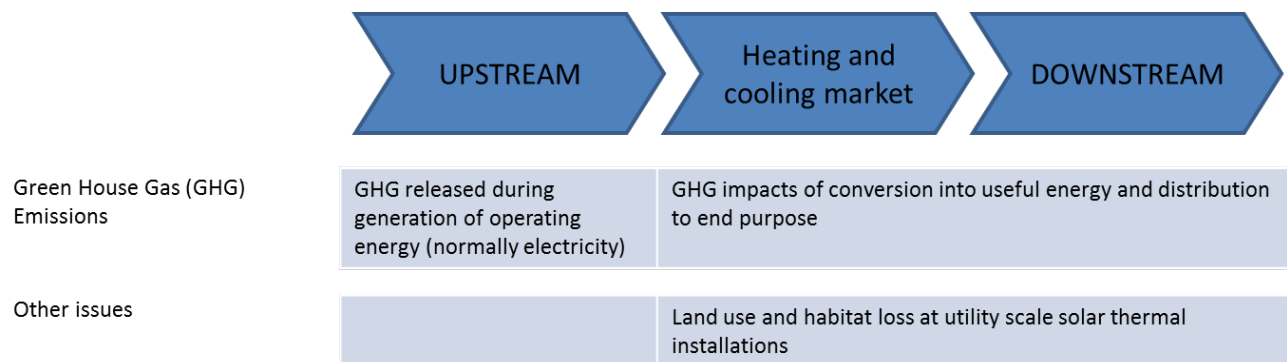 UPSTREAM
Heating and
cooling market
DOWNSTREAM
Green House Gas (GHG)
Emissions
GHG released during
generation of operating
energy (normally electricity)
GHG impacts of conversion into useful energy and distribution
to end purpose
Other issues
Land use and habitat loss at utility scale solar thermal
installations